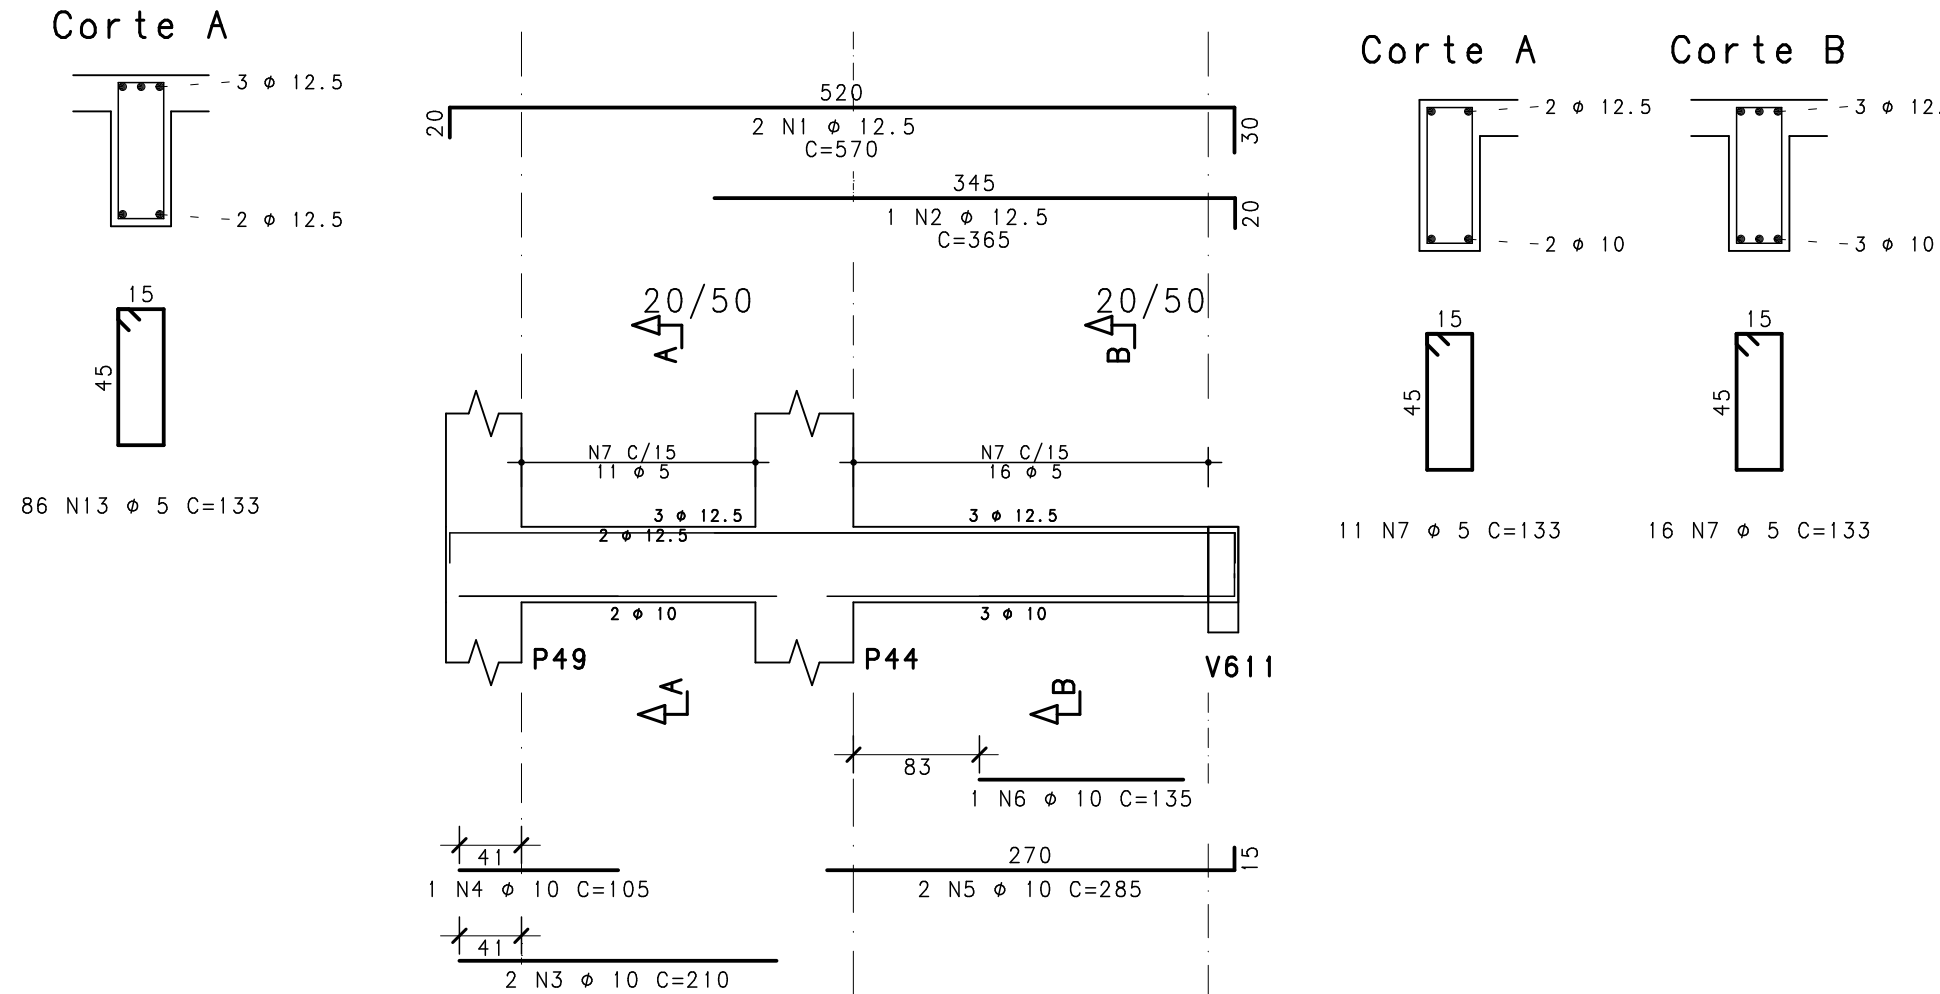 Corte A
-3 ø 12.5
-2 ø 12.5
15
45
86 N13 ø 5 C=133
520
20
2 N1 ø 12.5
30
C=570
345
1 N2 ø 12.5
20
C=365
20/50
20/50
A
B
N7 C/15
11 ø 5
N7 C/15
16 ø 5
3 ø 12.5
2 ø 12.5
3 ø 12.5
2 ø 10
3 ø 10
P49
P44
V611
A
B
83
1 N6 ø 10 C=135
41
1 N4 ø 10 C=105
270
15
2 N5 ø 10 C=285
41
2 N3 ø 10 C=210
Corte A
-2 ø 12.5
-2 ø 10
15
45
11 N7 ø 5 C=133
Corte B
-3 ø 12.
-3 ø 10
15
45
16 N7 ø 5 C=133